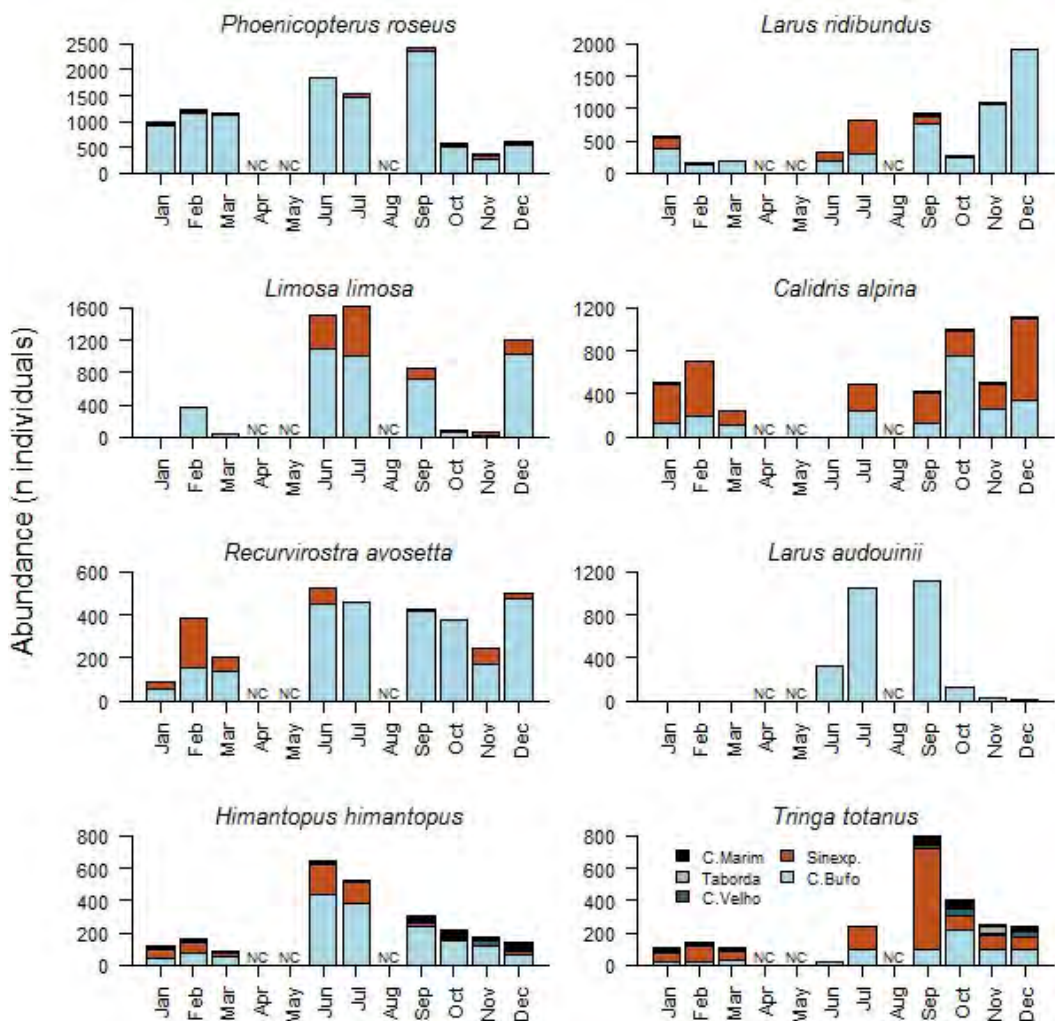 Abundance (n individuals)
Phoenicopterus roseus
2500
2000
1500
1000
500
0
NC NC NC
Jan Feb Mar Apr May Jun Jul Aug Sep Oct Nov Dec
Larus ridibundus
2000
1500
1000
500
0
NC NC NC
Jan Feb Mar Apr May Jun Jul Aug Sep Oct Nov Dec
Limosa limosa
1600
1200
800
400
0
NC NC NC
Jan Feb Mar Apr May Jun Jul Aug Sep Oct Nov Dec
Calidris alpina
1200
800
400
0
NC NC NC
Jan Feb Mar Apr May Jun Jul Aug Sep Oct Nov Dec
Recurvirostra avosetta
600
400
200
0
NC NC NC
Jan Feb Mar Apr May Jun Jul Aug Sep Oct Nov Dec
Larus audouinii
1200
800
400
0
NC NC NC
Jan Feb Mar Apr May Jun Jul Aug Sep Oct Nov Dec
Himantopus himantopus
800
600
400
200
0
NC NC NC
Jan Feb Mar Apr May Jun Jul Aug Sep Oct Nov Dec
Tringa totanus
800
600
400
200
0
C.Marim Sinexp.
Taborda C.Bufo
C.Velho
NC NC NC
Jan Feb Mar Apr May Jun Jul Aug Sep Oct Nov Dec